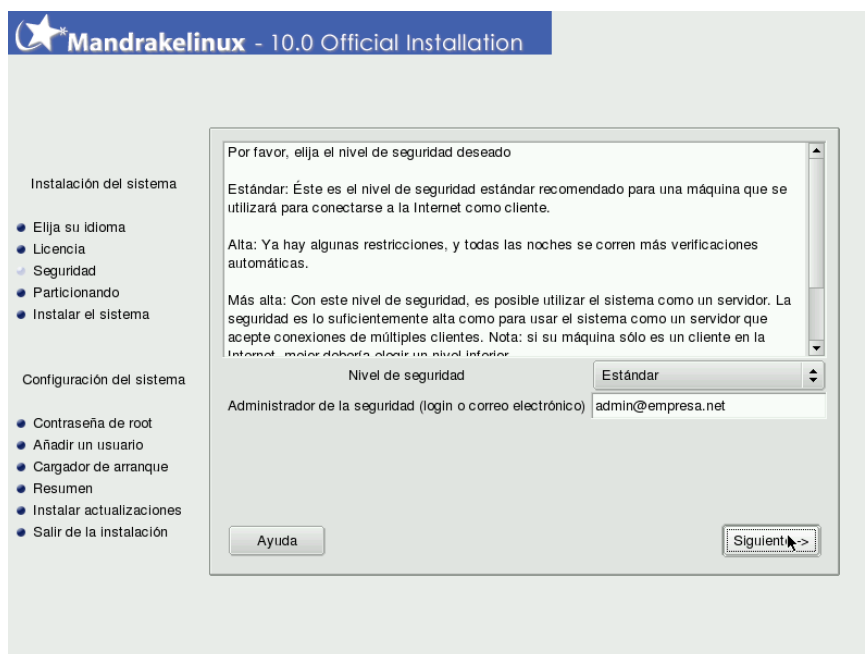 Mandrakelinux - 10.0 Official Installation
Instalación del sistema
Elija su idioma
Licencia
Seguridad
Particionando
Instalar el sistema
Configuración del sistema
Contraseña de root
Añadir un usuario
Cargador de arranque
Resumen
Instalar actualizaciones
Salir de la instalación
Por favor, elija el nivel de seguridad deseado
Estándar: Éste es el nivel de seguridad estándar recomendado para una máquina que se
utilizará para conectarse a la Internet como cliente.
Alta: Ya hay algunas restricciones, y todas las noches se corren más verificaciones
automáticas.
Más alta: Con este nivel de seguridad, es posible utilizar el sistema como un servidor. La
seguridad es lo suficientemente alta como para usar el sistema como un servidor que
acepte conexiones de múltiples clientes. Nota: si su máquina sólo es un cliente en la
Internet, mejor debería elegir un nivel inferior
Nivel de seguridad
Estándar
Administrador de la seguridad (login o correo electrónico)
admin@empresa.net
Ayuda
Siguiente ->